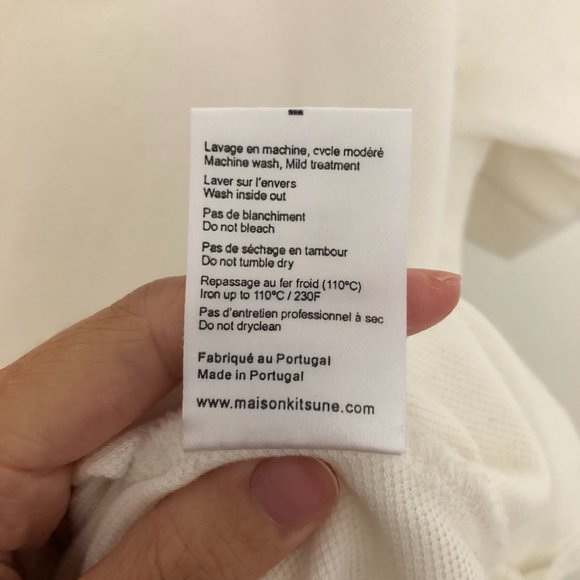 Lavage en machine, cycle modéré
Machine wash, Mild treatment
Laver sur l'envers
Wash inside out
Pas de blanchiment
Do not bleach
Pas de séchage en tambour
Do not tumble dry
Repassage au fer froid (110ºC)
Iron up to 110ºC / 230F
Pas d'entretien professionnel à sec
Do not dryclean
Fabriqué au Portugal
Made in Portugal
www.maisonkitsune.com